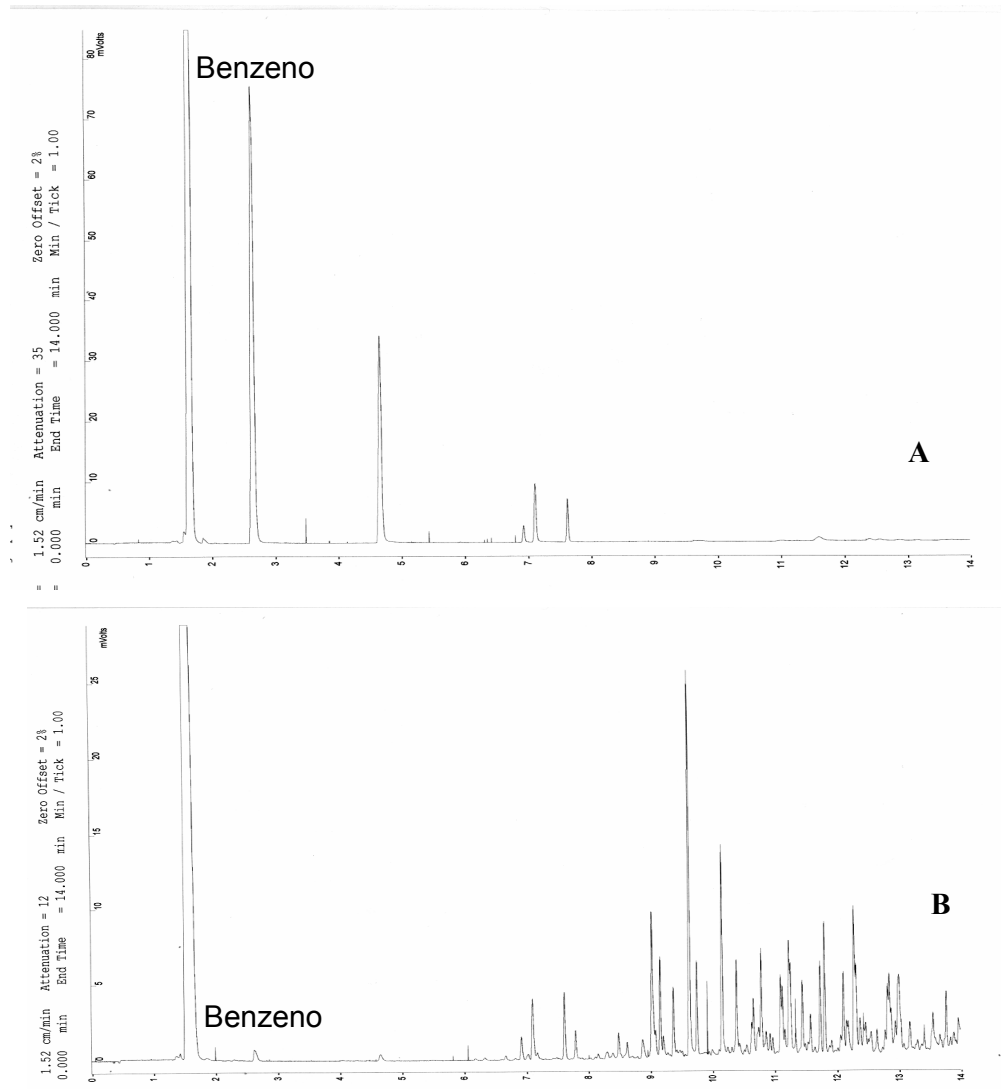 1.52 cm/min Attenuation = 35 Zero Offset = 2%
0.000 min End Time = 14.000 min Min / Tick = 1.00
mVolts
80
70
60
50
40
30
20
10
0
Benzeno
A
0 1 2 3 4 5 6 7 8 9 10 11 12 13 14
1.52 cm/min Attenuation = 12 Zero Offset = 2%
0.000 min End Time = 14.000 min Min / Tick = 1.00
mVolts
25
20
15
10
5
0
Benzeno
B
0 1 2 3 4 5 6 7 8 9 10 11 12 13 14